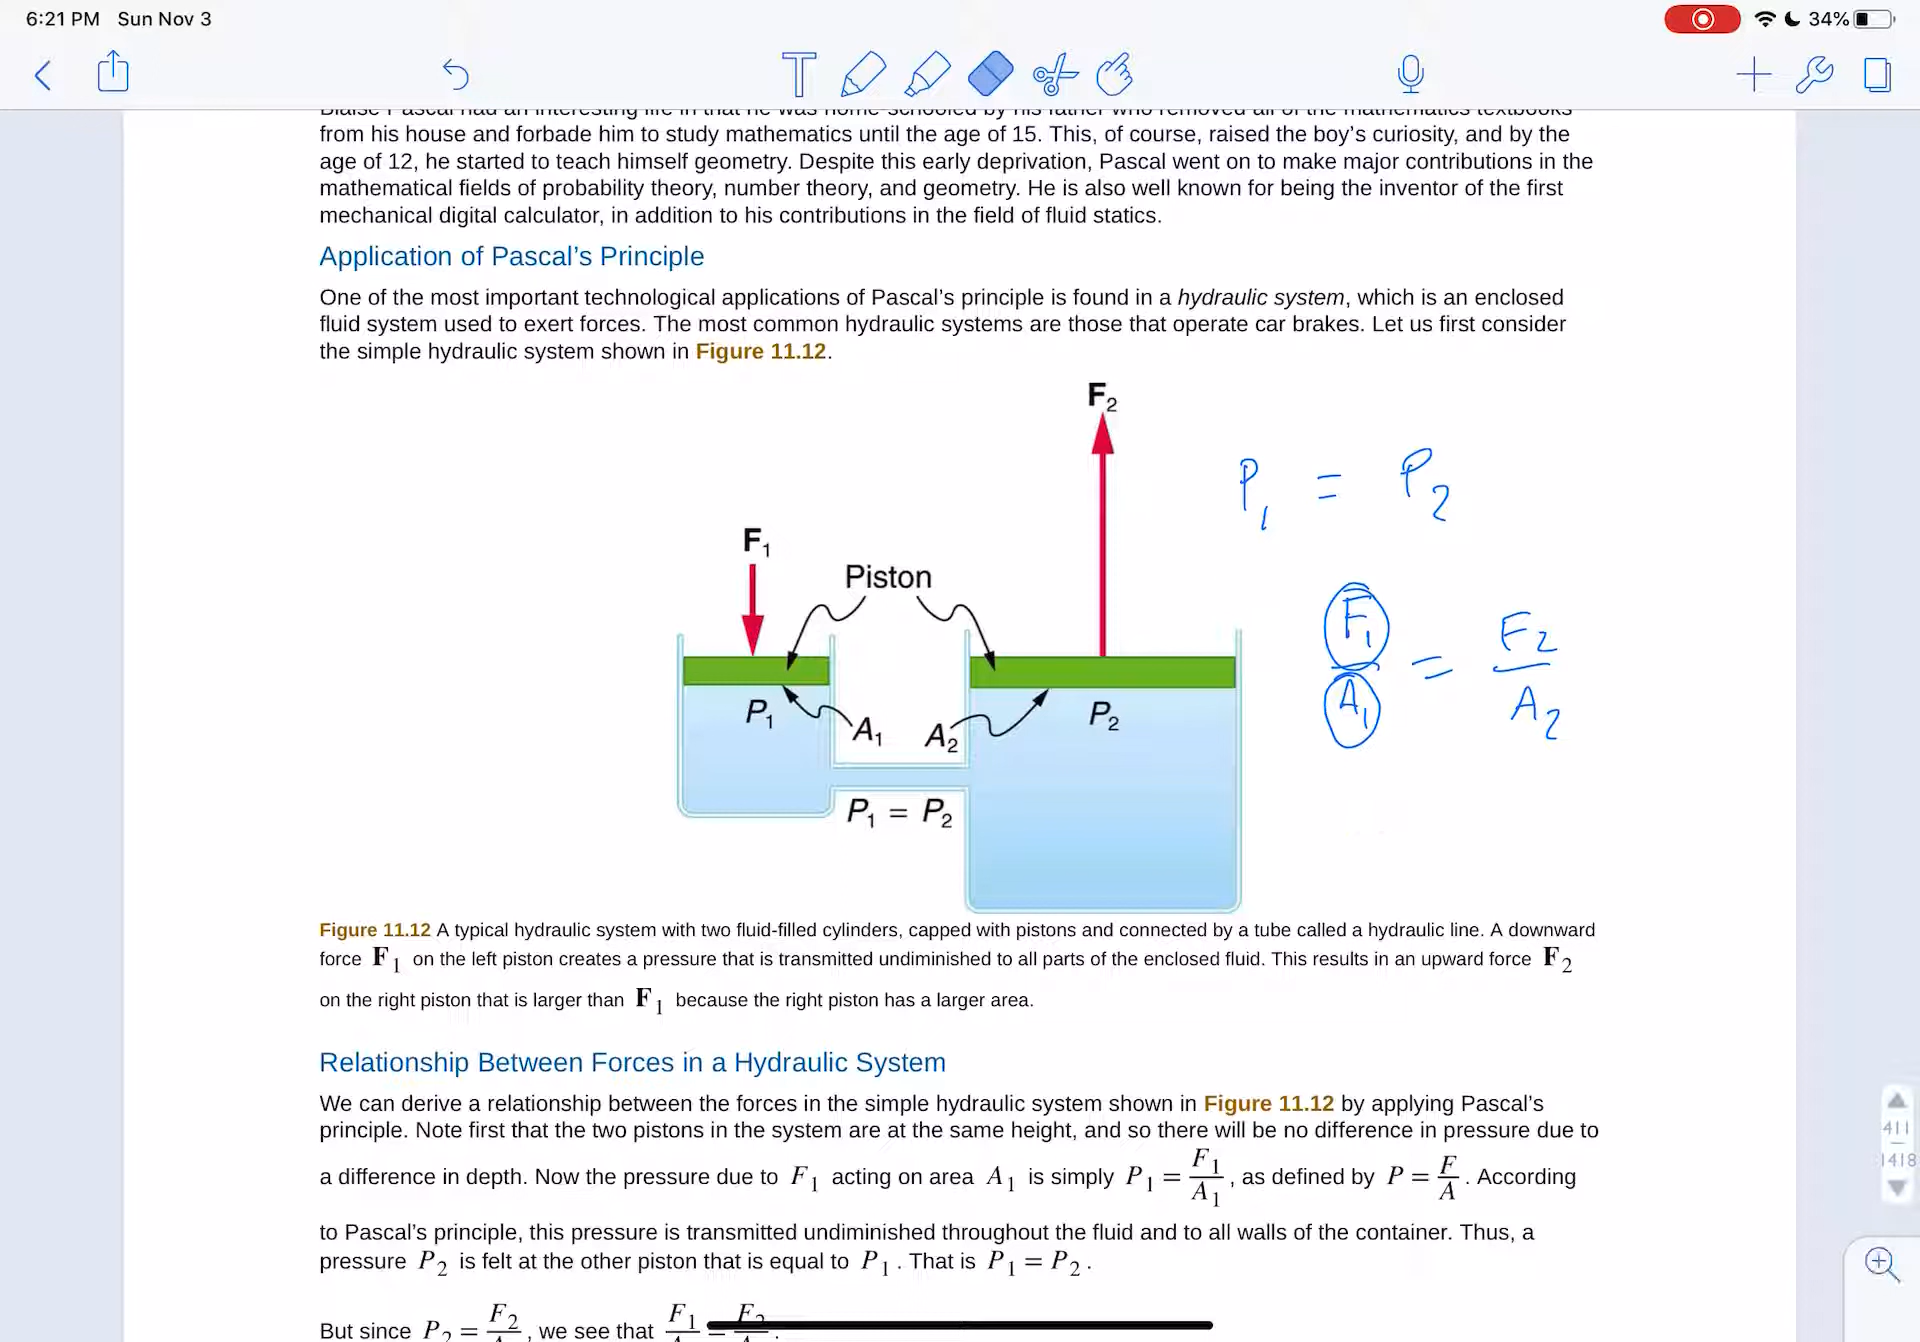 6:21 PM Sun Nov 3
34%
from his house and forbade him to study mathematics until the age of 15. This, of course, raised the boy's curiosity, and by the
age of 12, he started to teach himself geometry. Despite this early deprivation, Pascal went on to make major contributions in the
mathematical fields of probability theory, number theory, and geometry. He is also well known for being the inventor of the first
mechanical digital calculator, in addition to his contributions in the field of fluid statics.
Application of Pascal's Principle
One of the most important technological applications of Pascal's principle is found in a hydraulic system, which is an enclosed
fluid system used to exert forces. The most common hydraulic systems are those that operate car brakes. Let us first consider
the simple hydraulic system shown in Figure 11.12.
F₂
P₁ = P₂
F₁
Piston
F₁/A₁ = F₂/A₂
P₁ A₁ A₂ P₂
P₁ = P₂
Figure 11.12 A typical hydraulic system with two fluid-filled cylinders, capped with pistons and connected by a tube called a hydraulic line. A downward
force F₁ on the left piston creates a pressure that is transmitted undiminished to all parts of the enclosed fluid. This results in an upward force F₂
on the right piston that is larger than F₁ because the right piston has a larger area.
Relationship Between Forces in a Hydraulic System
We can derive a relationship between the forces in the simple hydraulic system shown in Figure 11.12 by applying Pascal's
principle. Note first that the two pistons in the system are at the same height, and so there will be no difference in pressure due to
a difference in depth. Now the pressure due to F₁ acting on area A₁ is simply P₁ = F₁/A₁, as defined by P = F/A. According
to Pascal's principle, this pressure is transmitted undiminished throughout the fluid and to all walls of the container. Thus, a
pressure P₂ is felt at the other piston that is equal to P₁. That is P₁ = P₂.
But since P₂ = F₂ , we see that F₁ = F₂ .
411
1418